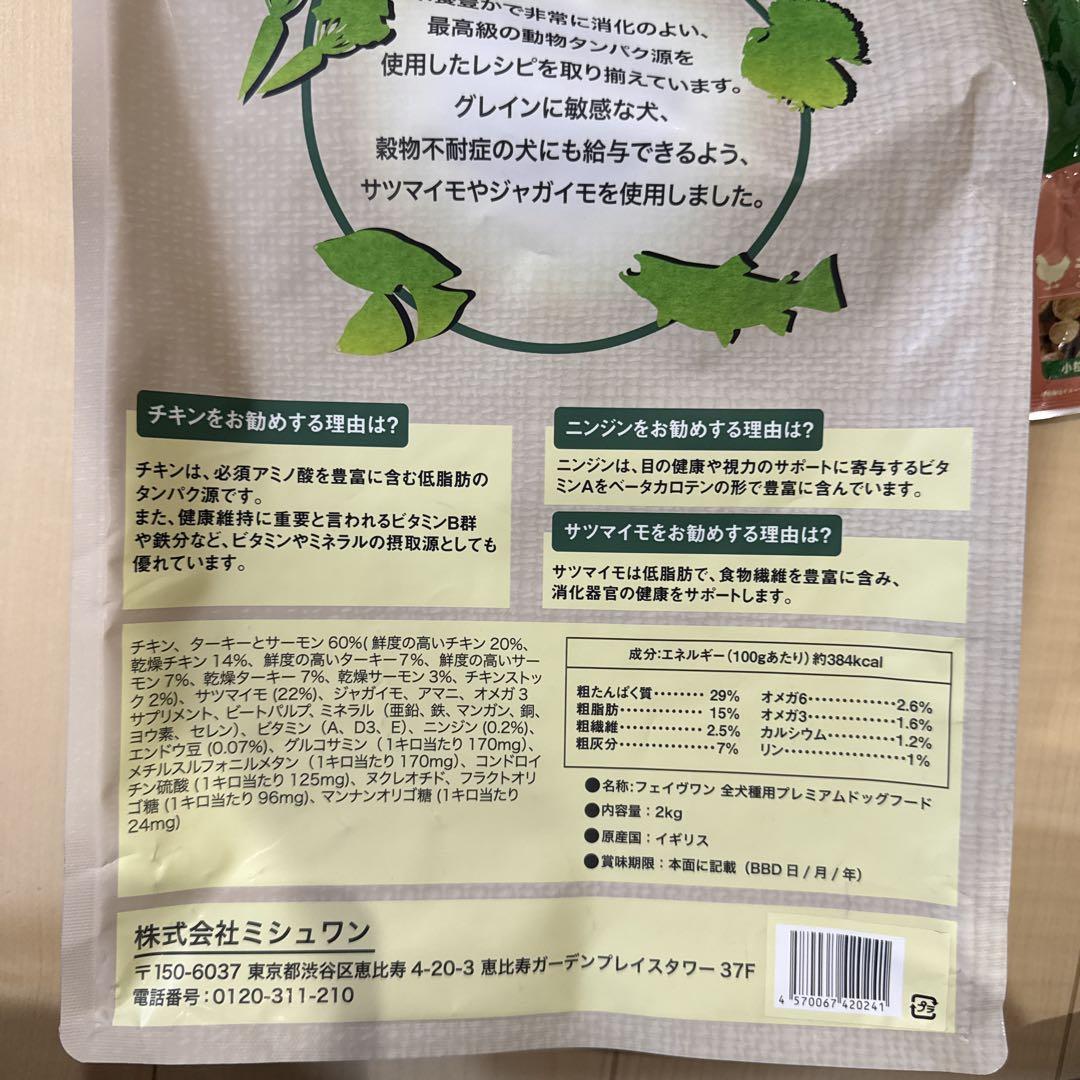 豊かで非常に消化のよい、
最高級の動物タンパク源を
使用したレシピを取り揃えています。
グレインに敏感な犬、
穀物不耐症の犬にも給与できるよう、
サツマイモやジャガイモを使用しました。
チキンをお勧めする理由は?
チキンは、必須アミノ酸を豊富に含む低脂肪の
タンパク源です。
また、健康維持に重要と言われるビタミンB群
や鉄分など、ビタミンやミネラルの摂取源としても
優れています。
ニンジンをお勧めする理由は?
ニンジンは、目の健康や視力のサポートに寄与するビタ
ミンAをベータカロテンの形で豊富に含んでいます。
サツマイモをお勧めする理由は?
サツマイモは低脂肪で、食物繊維を豊富に含み、
消化器官の健康をサポートします。
チキン、ターキーとサーモン 60%( 鮮度の高いチキン 20%、
乾燥チキン 14%、鮮度の高いターキー 7%、鮮度の高いサー
モン 7%、乾燥ターキー 7%、乾燥サーモン 3%、チキンストッ
ク 2%)、サツマイモ (22%)、ジャガイモ、アマニ、オメガ 3
サプリメント、ビートパルプ、ミネラル（亜鉛、鉄、マンガン、銅、
ヨウ素、セレン)、ビタミン（A、D3、E)、ニンジン (0.2%)、
エンドウ豆 (0.07%)、グルコサミン（ 1キロ当たり 170mg)、
メチルスルフォニルメタン（1キロ当たり 170mg)、コンドロイ
チン硫酸 (1キロ当たり 125mg)、ヌクレオチド、フラクトオリ
ゴ糖 (1キロ当たり 96mg)、マンナンオリゴ糖 (1キロ当たり
24mg)
成分:エネルギー（100gあたり）約384kcal
粗たんぱく質‥‥‥‥ 29%
粗脂肪‥‥‥‥‥‥ 15%
粗繊維‥‥‥‥‥‥ 2.5%
粗灰分‥‥‥‥‥‥‥7%
オメガ6‥‥‥‥‥‥2.6%
オメガ3‥‥‥‥‥‥1.6%
カルシウム‥‥‥‥‥1.2%
リン‥‥‥‥‥‥‥‥1%
●名称:フェイヴワン 全犬種用プレミアムドッグフード
●内容量：2kg
●原産国：イギリス
●賞味期限：本面に記載（BBD 日 / 月 / 年）
株式会社ミシュワン
〒150-6037 東京都渋谷区恵比寿 4-20-3 恵比寿ガーデンプレイスタワー 37F
電話番号：0120-311-210
4 570067 420241
プラ
小粒